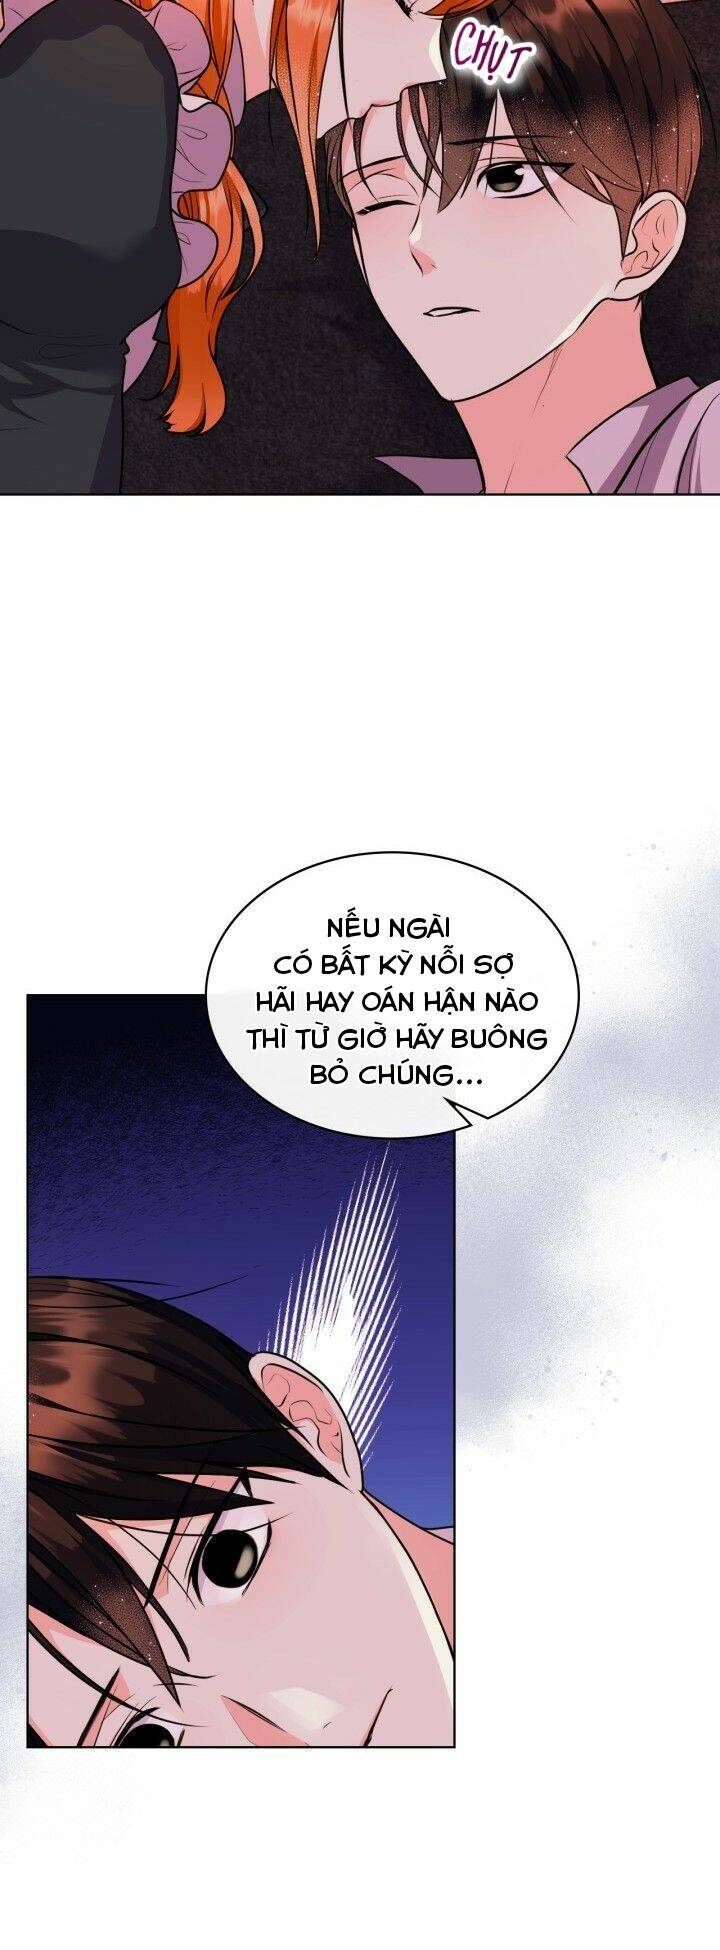 CHỤT
NẾU NGÀI
CÓ BẤT KỲ NỖI SỢ
HÃI HAY OÁN HẬN NÀO
THÌ TỪ GIỜ HÃY BUÔNG
BỎ CHÚNG...